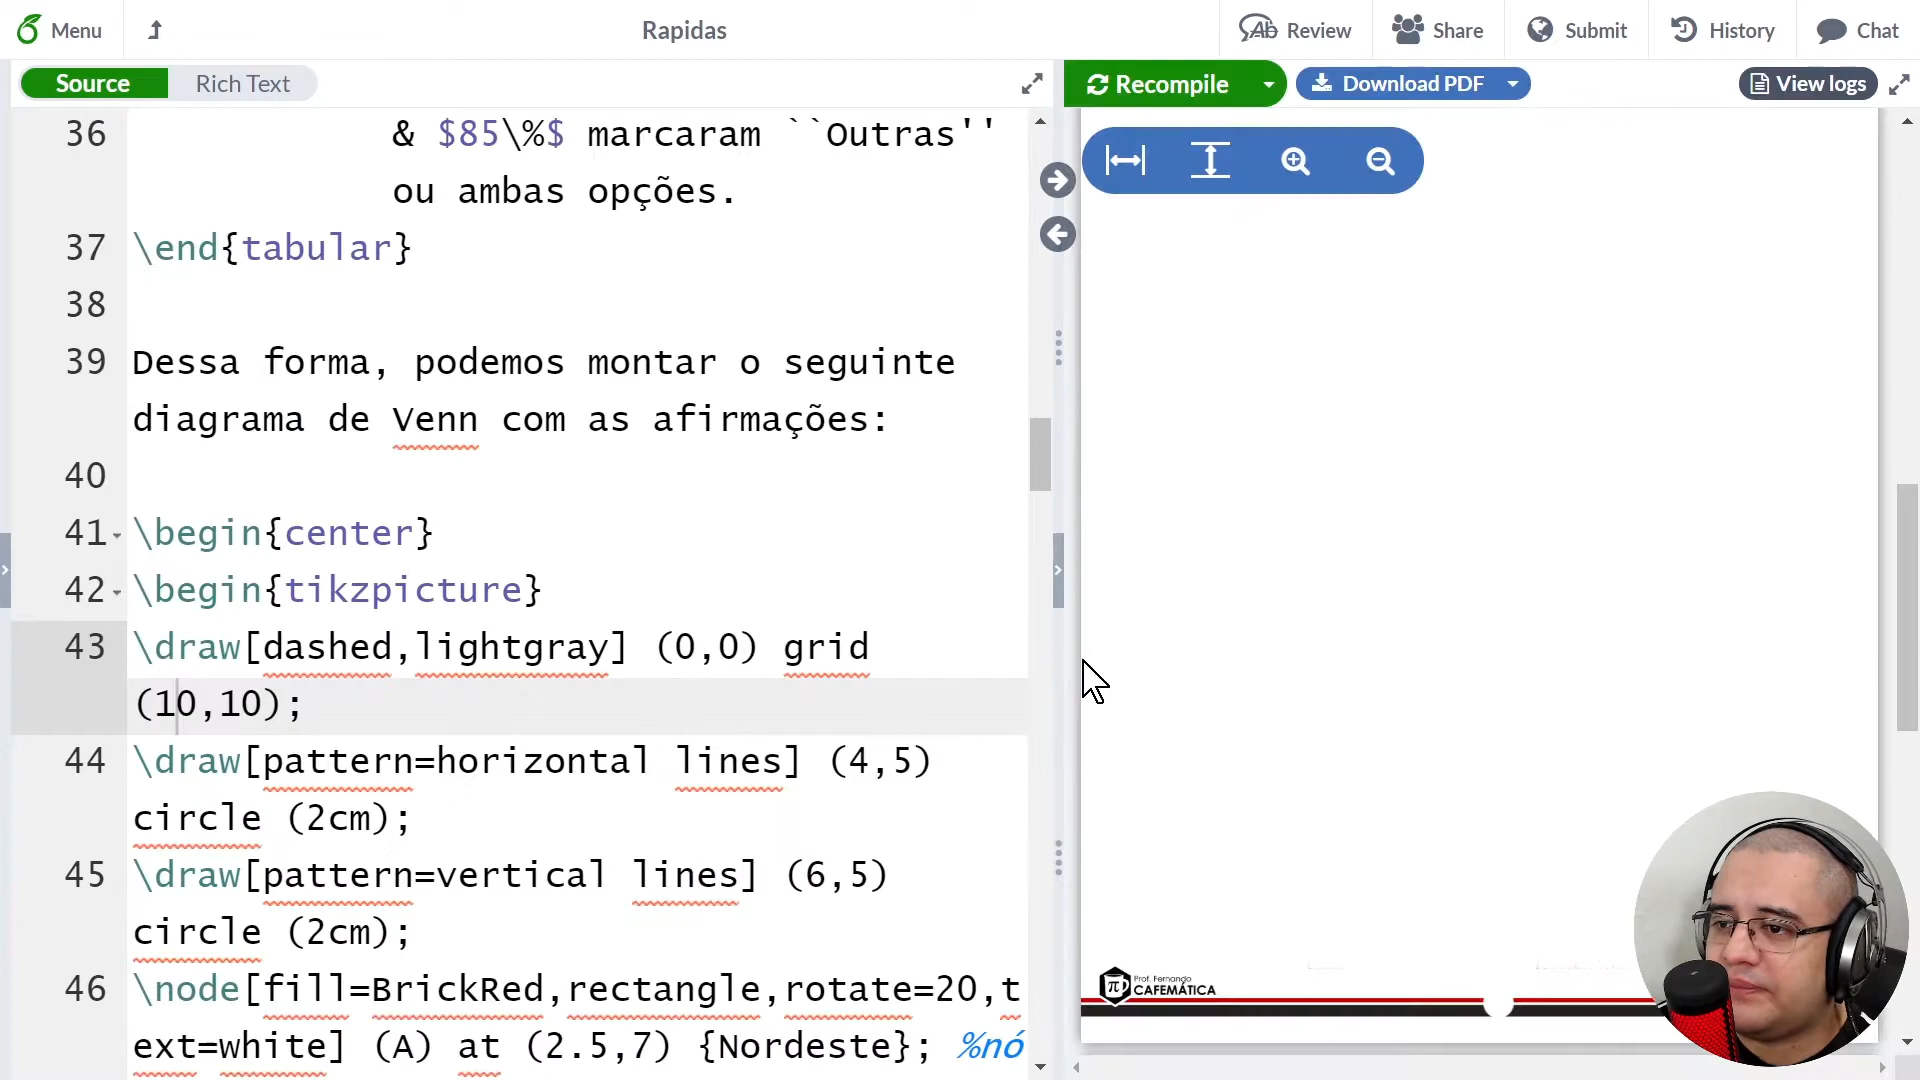 Menu
Rapidas
Review
Share
Submit
History
Chat
Source
Rich Text
Recompile
Download PDF
View logs
36
& $85\%$ marcaram ``Outras''
ou ambas opções.
37 \end{tabular}
38
39 Dessa forma, podemos montar o seguinte
diagrama de Venn com as afirmações:
40
41 \begin{center}
42 \begin{tikzpicture}
43 \draw[dashed,lightgray] (0,0) grid
(10,10);
44 \draw[pattern=horizontal lines] (4,5)
circle (2cm);
45 \draw[pattern=vertical lines] (6,5)
circle (2cm);
46 \node[fill=BrickRed,rectangle,rotate=20,t
ext=white] (A) at (2.5,7) {Nordeste}; %nó
Prof. Fernando
CAFEMÁTICA